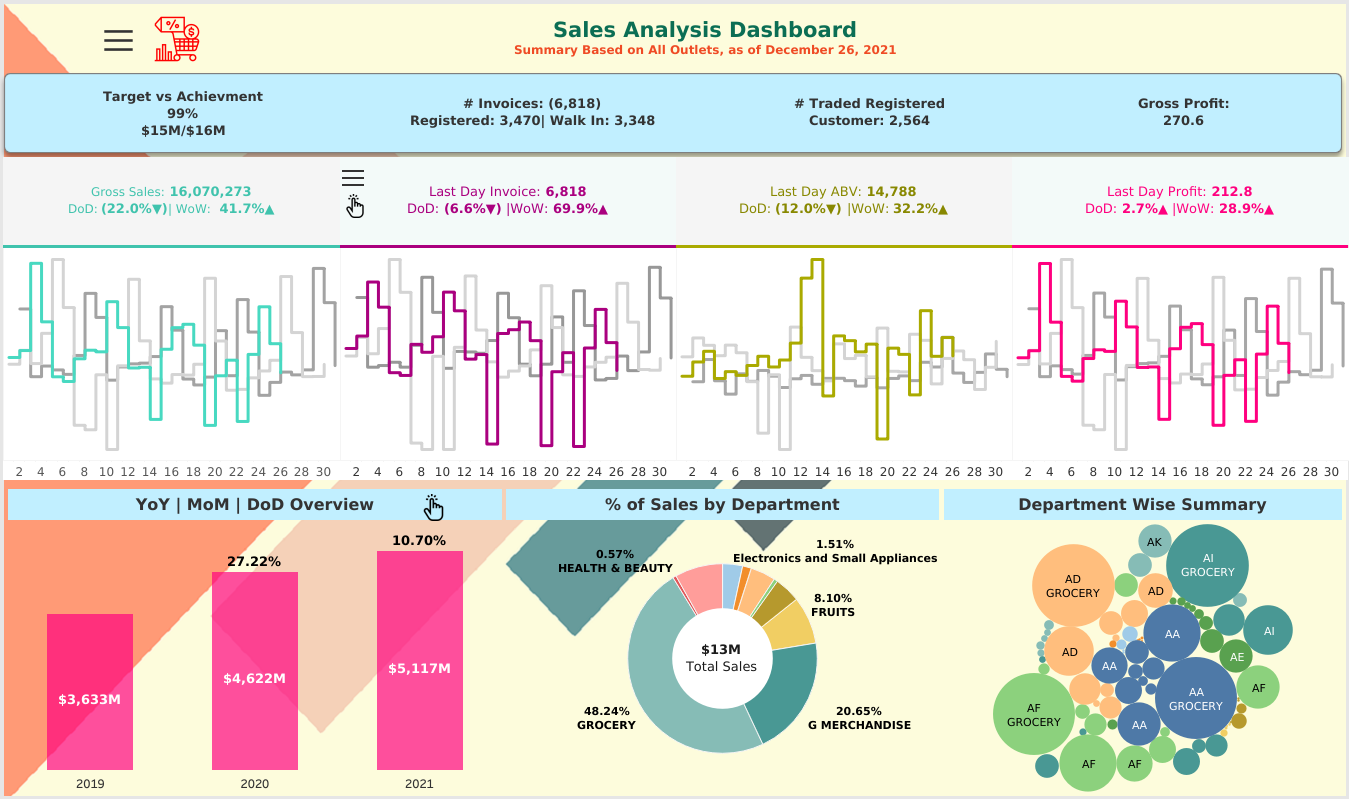 %
$
Sales Analysis Dashboard
Summary Based on All Outlets, as of December 26, 2021
Target vs Achievment
99%
$15M/$16M
# Invoices: (6,818)
Registered: 3,470| Walk In: 3,348
# Traded Registered
Customer: 2,564
Gross Profit:
270.6
Gross Sales: 16,070,273
DoD: (22.0%▼)| WoW: 41.7%▲
Last Day Invoice: 6,818
DoD: (6.6%▼) |WoW: 69.9%▲
Last Day ABV: 14,788
DoD: (12.0%▼) |WoW: 32.2%▲
Last Day Profit: 212.8
DoD: 2.7%▲ |WoW: 28.9%▲
2 4 6 8 10 12 14 16 18 20 22 24 26 28 30
2 4 6 8 10 12 14 16 18 20 22 24 26 28 30
2 4 6 8 10 12 14 16 18 20 22 24 26 28 30
2 4 6 8 10 12 14 16 18 20 22 24 26 28 30
YoY | MoM | DoD Overview
27.22%
10.70%
$3,633M
$4,622M
$5,117M
2019
2020
2021
% of Sales by Department
0.57%
HEALTH & BEAUTY
1.51%
Electronics and Small Appliances
8.10%
FRUITS
$13M
Total Sales
48.24%
GROCERY
20.65%
G MERCHANDISE
Department Wise Summary
AK
AI
GROCERY
AD
GROCERY
AD
AA
AI
AD
AA
AE
AF
AA
GROCERY
AF
GROCERY
AA
AF
AF